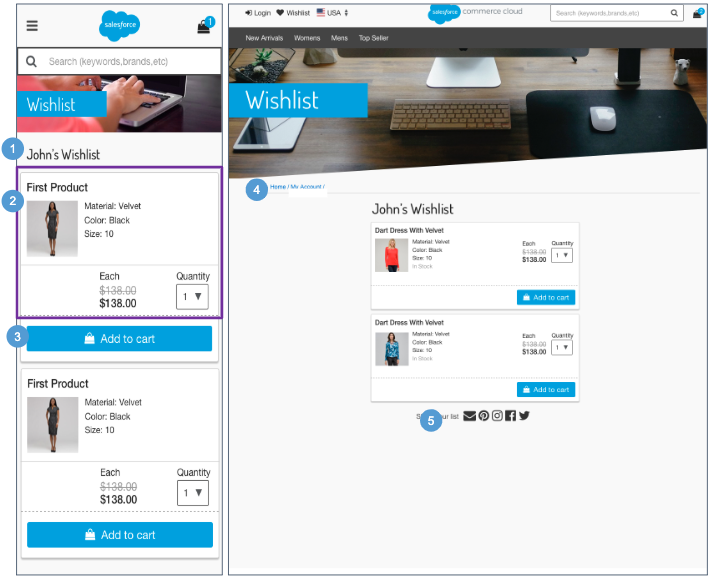 salesforce
1
Search (keywords,brands,etc)
Wishlist
1
John's Wishlist
First Product
2
Material: Velvet
Color: Black
Size: 10
Each
Quantity
$138.00
$138.00
1 ▼
3
Add to cart
First Product
Material: Velvet
Color: Black
Size: 10
Each
Quantity
$138.00
$138.00
1 ▼
Add to cart
Login Wishlist USA
salesforce commerce cloud
Search (keywords,brands,etc)
New Arrivals Womens Mens Top Seller
Wishlist
4
Home / My Account /
John's Wishlist
Dart Dress With Velvet
Material: Velvet
Color: Black
Size: 10
In Stock
Each
Quantity
$138.00
$138.00
1 ▼
Add to cart
Dart Dress With Velvet
Material: Velvet
Color: Black
Size: 10
In Stock
Each
Quantity
$138.00
$138.00
1 ▼
Add to cart
5
list